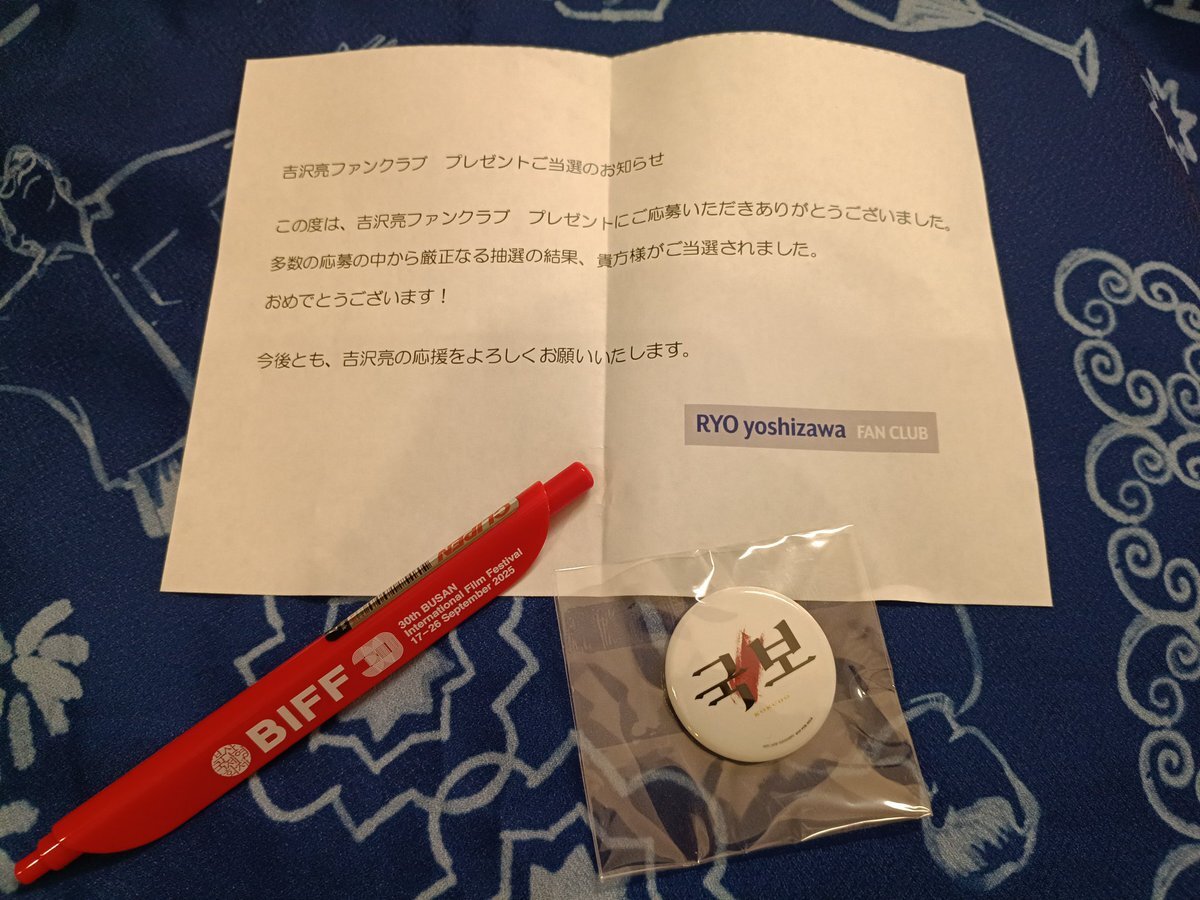 吉沢亮ファンクラブ　プレゼントご当選のお知らせ
この度は、吉沢亮ファンクラブ　プレゼントにご応募いただきありがとうございました。
多数の応募の中から厳正なる抽選の結果、貴方様がご当選されました。
おめでとうございます！
今後とも、吉沢亮の応援をよろしくお願いいたします。
RYO yoshizawa FAN CLUB
CLIPEN
30th BUSAN
International Film Festival
17–26 September 2025
BIFF 30
국보
KOKUHO